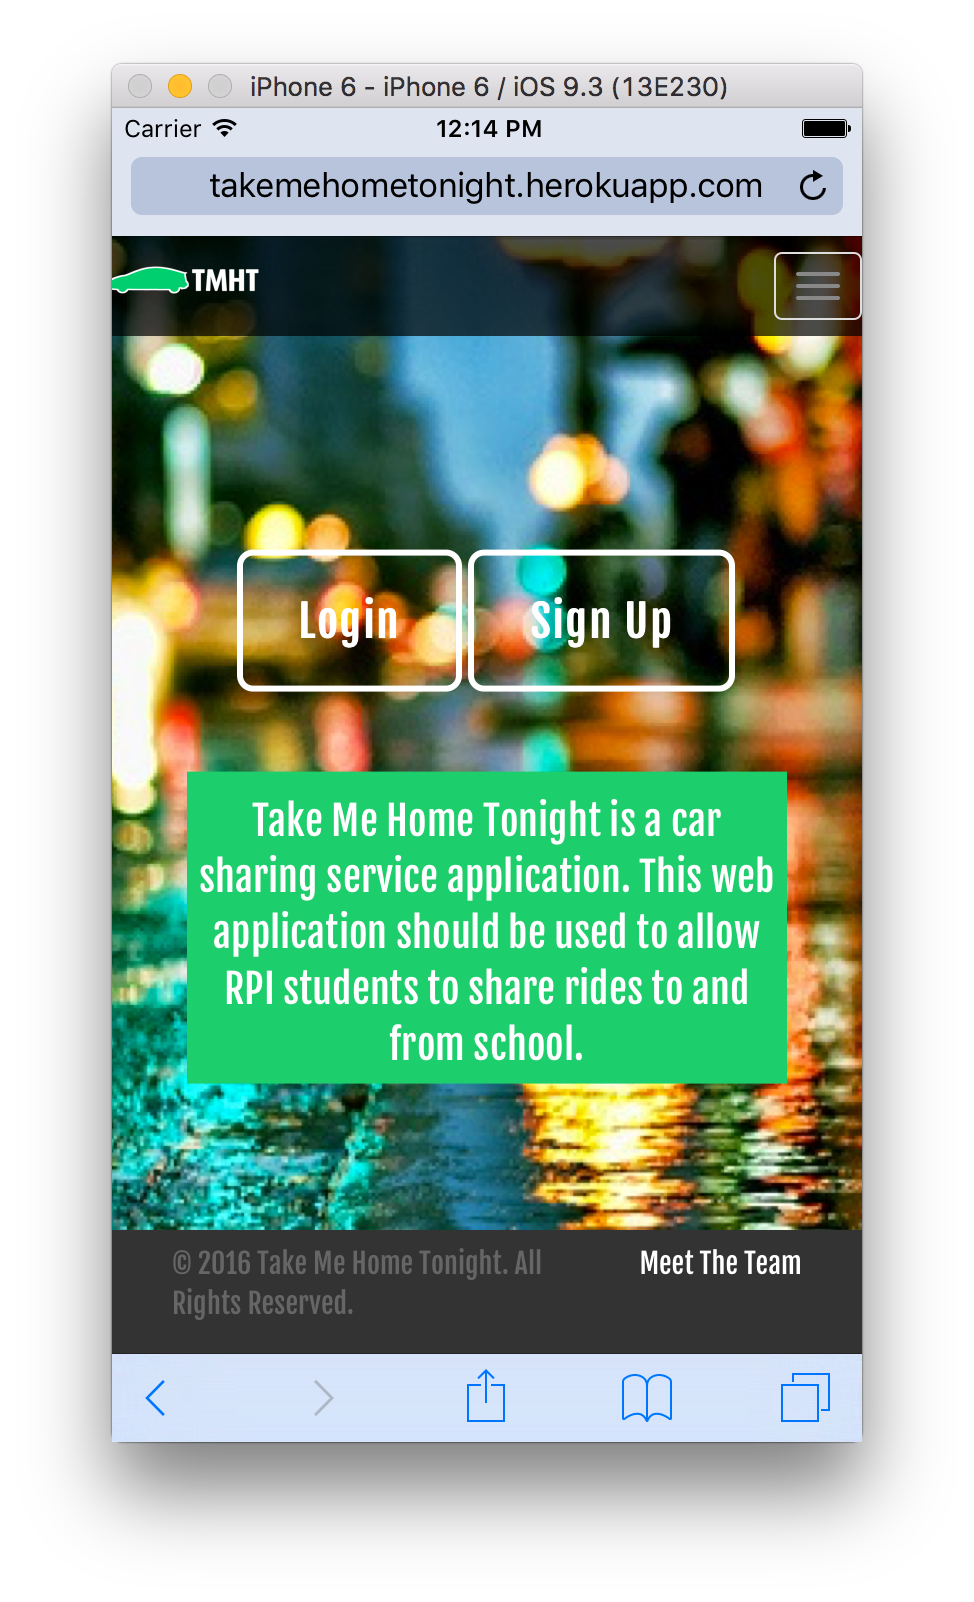 iPhone 6 - iPhone 6 / iOS 9.3 (13E230)
Carrier 12:14 PM
takemehometonight.herokuapp.com
TMHT
Login Sign Up
Take Me Home Tonight is a car
sharing service application. This web
application should be used to allow
RPI students to share rides to and
from school.
© 2016 Take Me Home Tonight. All Meet The Team
Rights Reserved.